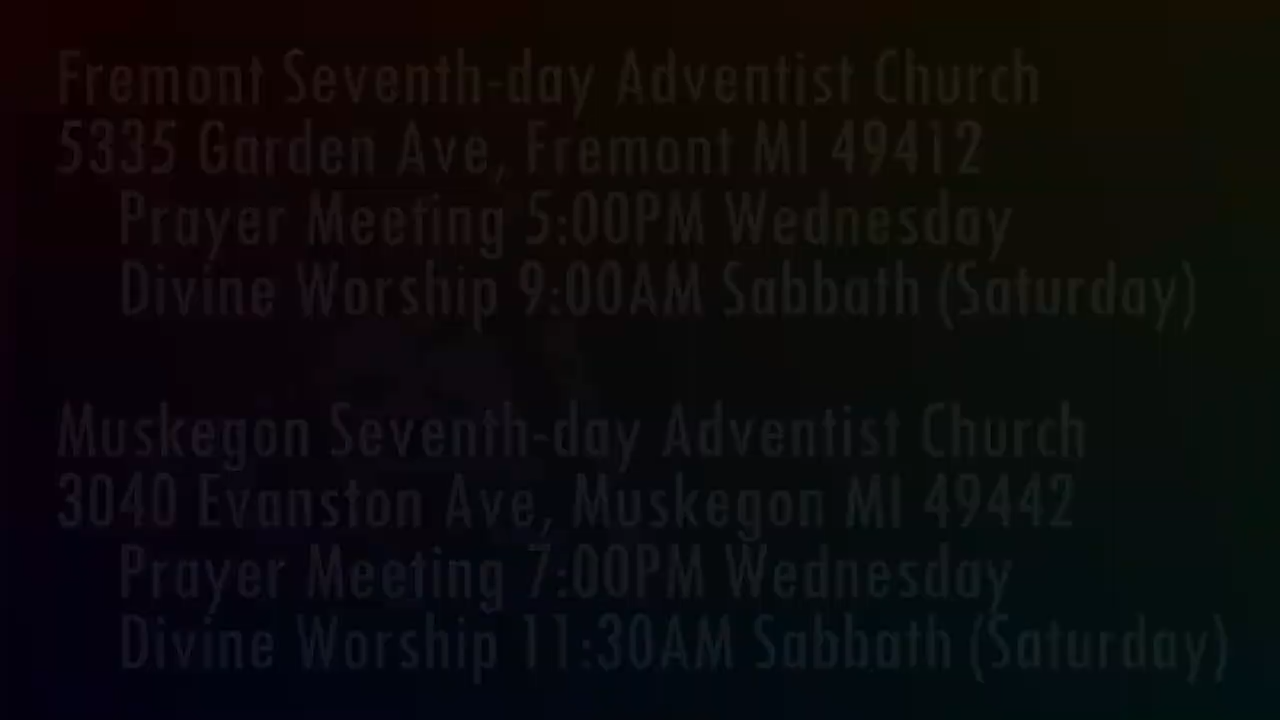 Fremont Seventh-day Adventist Church
5335 Garden Ave, Fremont MI 49412
Prayer Meeting 5:00PM Wednesday
Divine Worship 9:00AM Sabbath (Saturday)
Muskegon Seventh-day Adventist Church
3040 Evanston Ave, Muskegon MI 49442
Prayer Meeting 7:00PM Wednesday
Divine Worship 11:30AM Sabbath (Saturday)